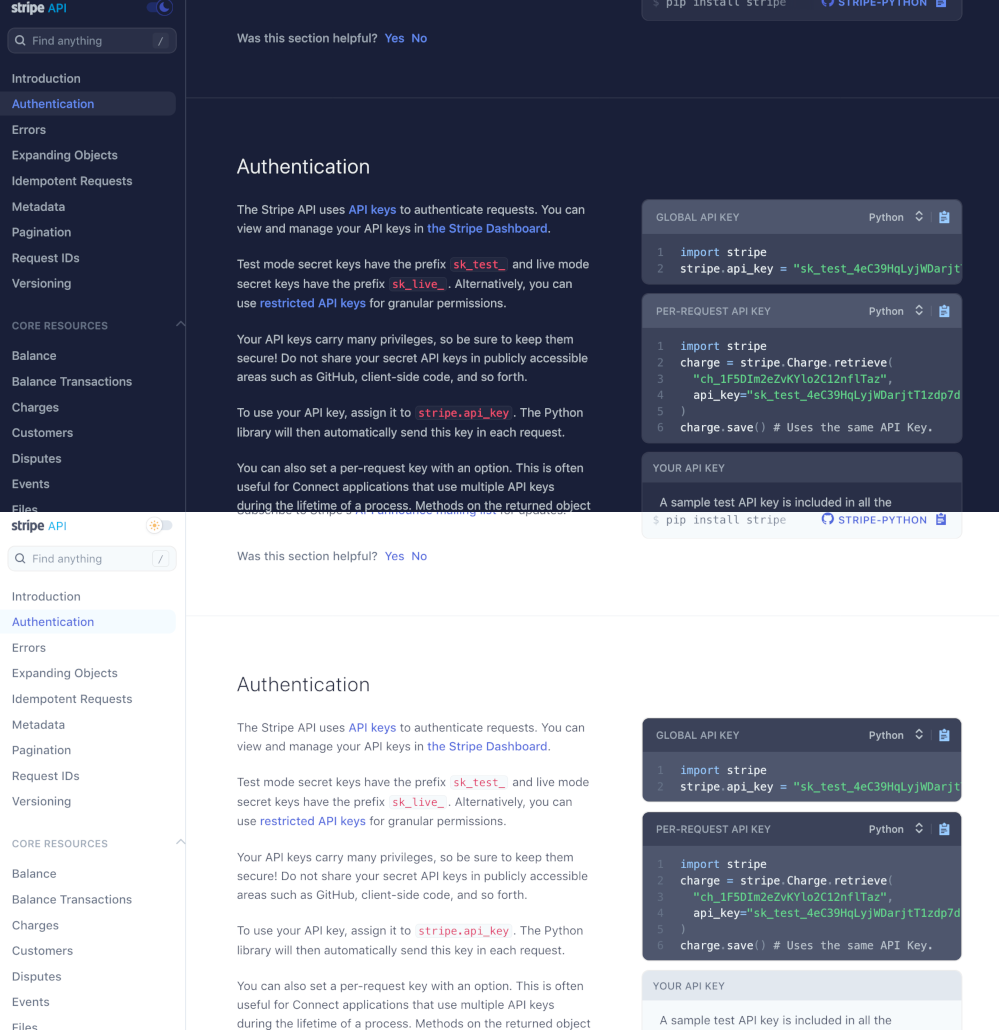 stripe API
$ pip install stripe STRIPE-PYTHON
Find anything /
Was this section helpful? Yes No
Introduction
Authentication
Errors
Expanding Objects
Idempotent Requests
Metadata
Pagination
Request IDs
Versioning
CORE RESOURCES
Balance
Balance Transactions
Charges
Customers
Disputes
Events
Files
Authentication
The Stripe API uses API keys to authenticate requests. You can
view and manage your API keys in the Stripe Dashboard.
Test mode secret keys have the prefix sk_test_ and live mode
secret keys have the prefix sk_live_. Alternatively, you can
use restricted API keys for granular permissions.
Your API keys carry many privileges, so be sure to keep them
secure! Do not share your secret API keys in publicly accessible
areas such as GitHub, client-side code, and so forth.
To use your API key, assign it to stripe.api_key. The Python
library will then automatically send this key in each request.
You can also set a per-request key with an option. This is often
useful for Connect applications that use multiple API keys
during the lifetime of a process. Methods on the returned object
GLOBAL API KEY Python
1 import stripe
2 stripe.api_key = "sk_test_4eC39HqLyjWDarjt
PER-REQUEST API KEY Python
1 import stripe
2 charge = stripe.Charge.retrieve(
3 "ch_1F5DIm2eZvKYlo2C12nflTaz",
4 api_key="sk_test_4eC39HqLyjWDarjtT1zdp7d
5 )
6 charge.save() # Uses the same API Key.
YOUR API KEY
A sample test API key is included in all the
stripe API
Subscribe to Stripe's API announce mailing list for updates.
$ pip install stripe STRIPE-PYTHON
Find anything /
Was this section helpful? Yes No
Introduction
Authentication
Errors
Expanding Objects
Idempotent Requests
Metadata
Pagination
Request IDs
Versioning
CORE RESOURCES
Balance
Balance Transactions
Charges
Customers
Disputes
Events
Files
Authentication
The Stripe API uses API keys to authenticate requests. You can
view and manage your API keys in the Stripe Dashboard.
Test mode secret keys have the prefix sk_test_ and live mode
secret keys have the prefix sk_live_. Alternatively, you can
use restricted API keys for granular permissions.
Your API keys carry many privileges, so be sure to keep them
secure! Do not share your secret API keys in publicly accessible
areas such as GitHub, client-side code, and so forth.
To use your API key, assign it to stripe.api_key. The Python
library will then automatically send this key in each request.
You can also set a per-request key with an option. This is often
useful for Connect applications that use multiple API keys
during the lifetime of a process. Methods on the returned object
GLOBAL API KEY Python
1 import stripe
2 stripe.api_key = "sk_test_4eC39HqLyjWDarjt
PER-REQUEST API KEY Python
1 import stripe
2 charge = stripe.Charge.retrieve(
3 "ch_1F5DIm2eZvKYlo2C12nflTaz",
4 api_key="sk_test_4eC39HqLyjWDarjtT1zdp7d
5 )
6 charge.save() # Uses the same API Key.
YOUR API KEY
A sample test API key is included in all the